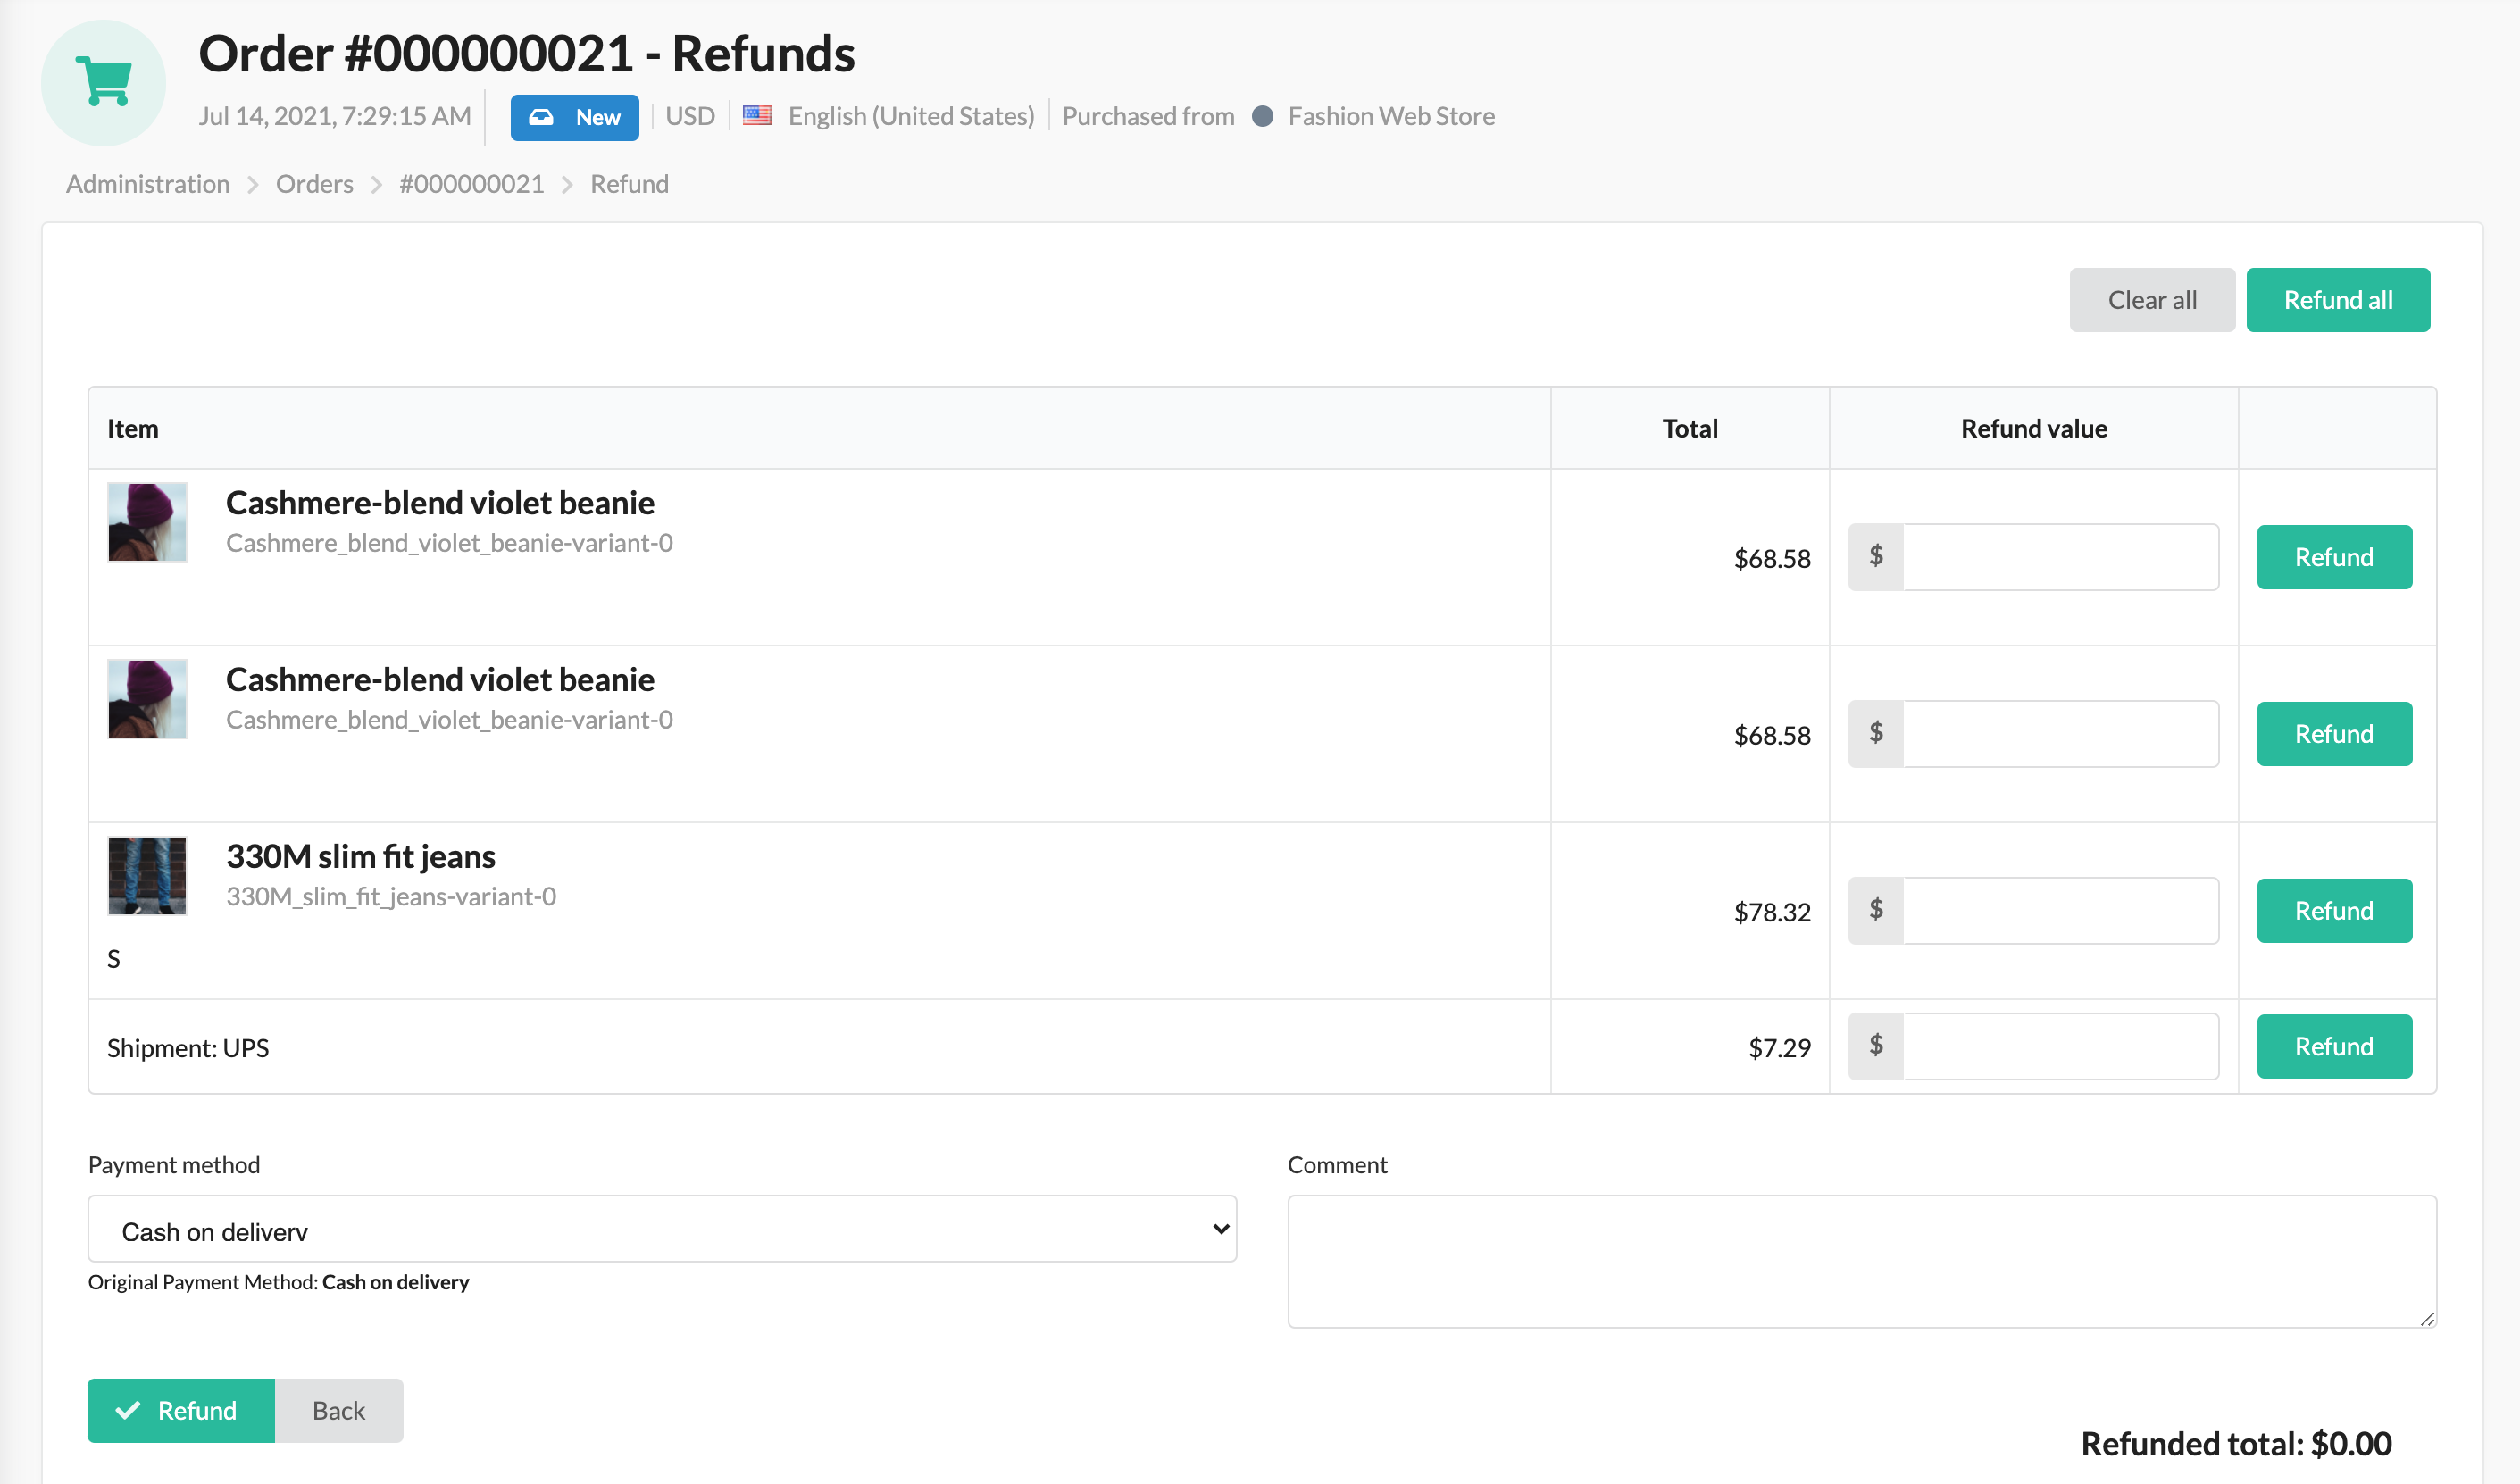 Order #000000021 - Refunds
Jul 14, 2021, 7:29:15 AM New USD English (United States) Purchased from Fashion Web Store
Administration Orders #000000021 Refund
Clear all Refund all
Item Total Refund value
Cashmere-blend violet beanie
Cashmere_blend_violet_beanie-variant-0
$68.58 $ Refund
Cashmere-blend violet beanie
Cashmere_blend_violet_beanie-variant-0
$68.58 $ Refund
330M slim fit jeans
330M_slim_fit_jeans-variant-0
$78.32 $ Refund
S
Shipment: UPS $7.29 $ Refund
Payment method
Cash on delivery
Original Payment Method: Cash on delivery
Comment
Refund Back
Refunded total: $0.00